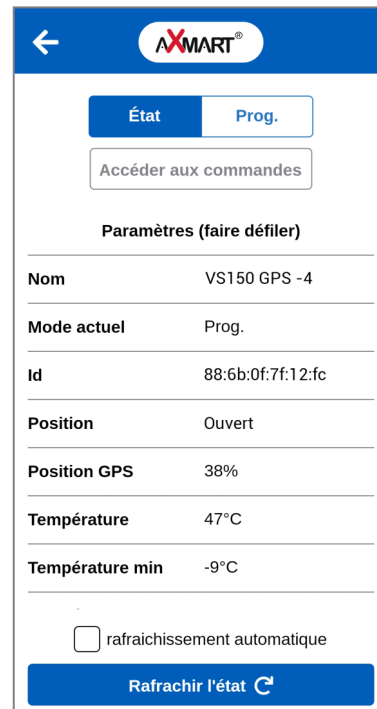 AXMART®
État Prog.
Accéder aux commandes
Paramètres (faire défiler)
Nom VS150 GPS -4
Mode actuel Prog.
Id 88:6b:0f:7f:12:fc
Position Ouvert
Position GPS 38%
Température 47°C
Température min -9°C
rafraichissement automatique
Rafrachir l'état